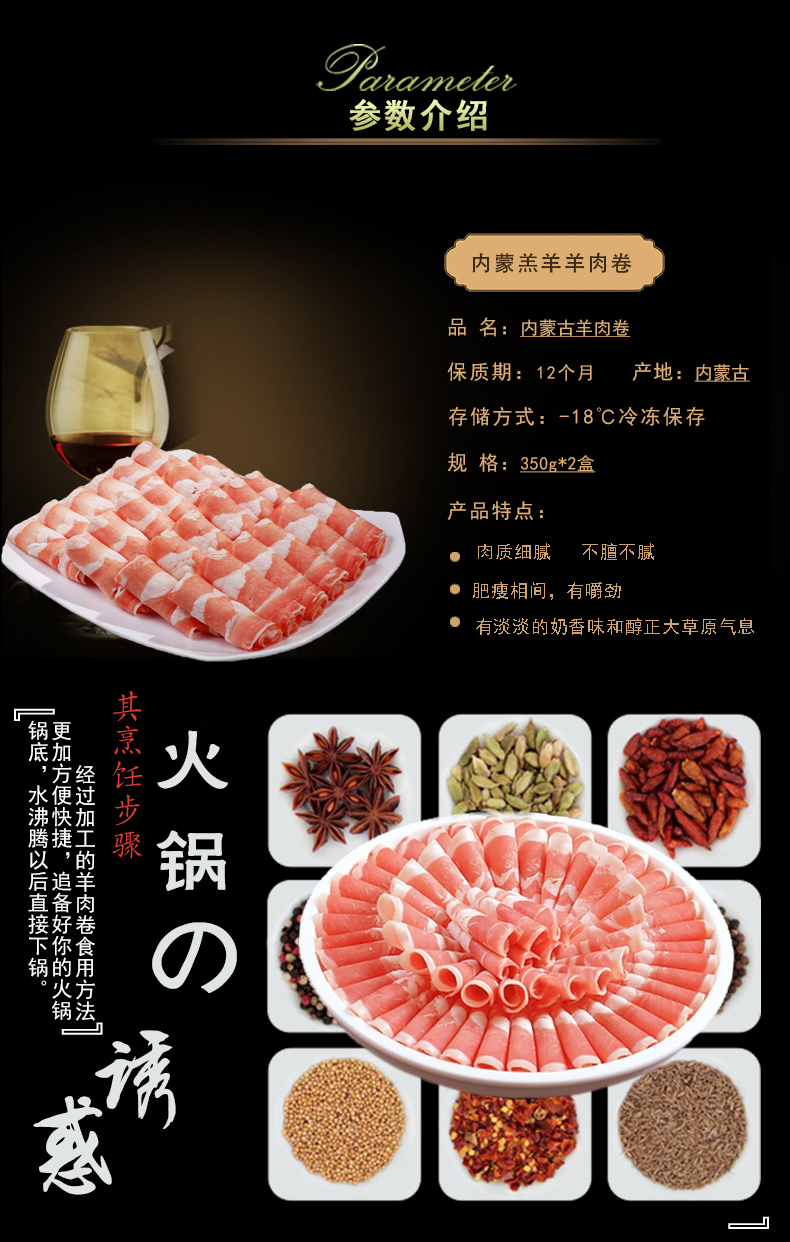 Parameter
参数介绍
内蒙羔羊羊肉卷
品 名：内蒙古羊肉卷
保质期：12个月 产地：内蒙古
存储方式：-18℃冷冻保存
规 格：350g*2盒
产品特点：
肉质细腻 不膻不腻
肥瘦相间，有嚼劲
有淡淡的奶香味和醇正大草原气息
火锅の诱惑
其烹饪步骤
『
经过加工的羊肉卷食用方法
更加方便快捷，追备好你的火锅
锅底，水沸腾以后直接下锅。
』